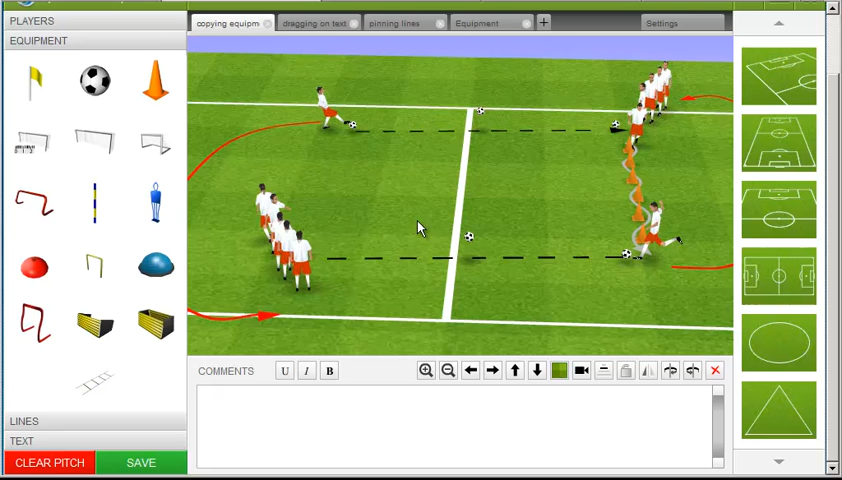 PLAYERS
EQUIPMENT
copying equipm
dragging on text
pinning lines
Equipment
+
Settings
COMMENTS
U
I
B
LINES
TEXT
CLEAR PITCH
SAVE